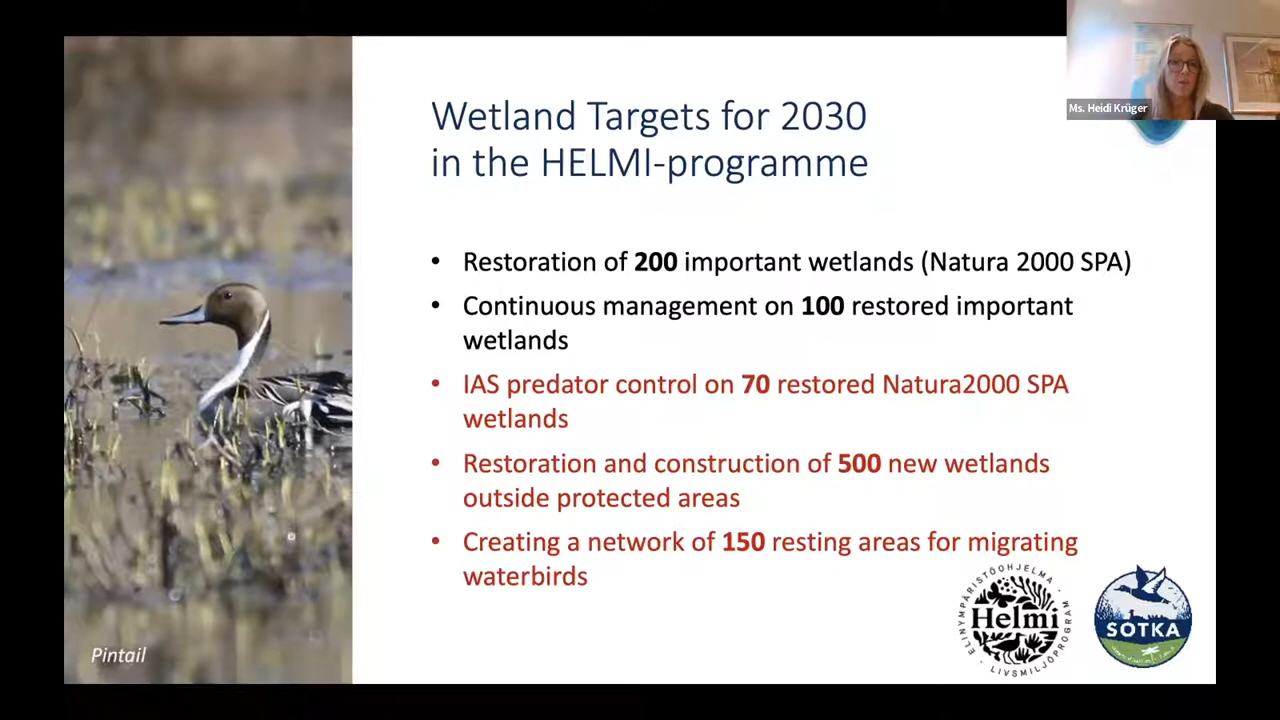 Ms. Heidi Krüger
Wetland Targets for 2030
in the HELMI-programme
• Restoration of 200 important wetlands (Natura 2000 SPA)
• Continuous management on 100 restored important
wetlands
• IAS predator control on 70 restored Natura2000 SPA
wetlands
• Restoration and construction of 500 new wetlands
outside protected areas
• Creating a network of 150 resting areas for migrating
waterbirds
ELINYMPÄRISTÖOHJELMA
Helmi
LIVSMILJÖPROGRAM
SOTKA
Pintail